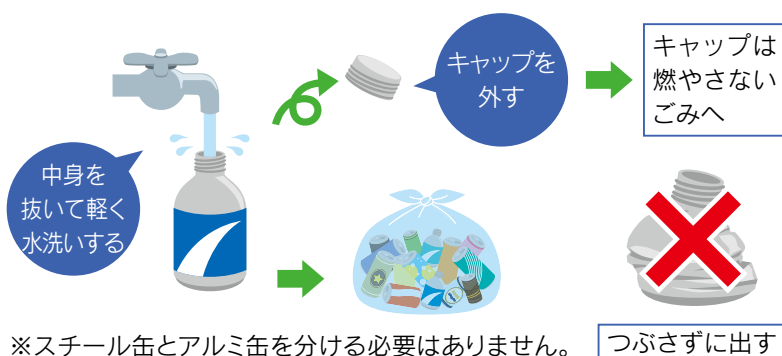 キャップを
外す
キャップは
燃やさない
ごみへ
中身を
抜いて軽く
水洗いする
※スチール缶とアルミ缶を分ける必要はありません。
つぶさずに出す